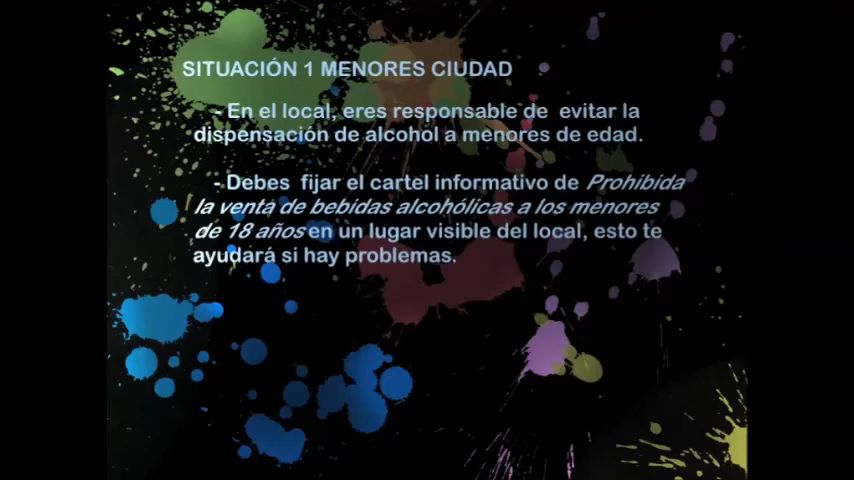 SITUACIÓN 1 MENORES CIUDAD
- En el local, eres responsable de evitar la
dispensación de alcohol a menores de edad.
- Debes fijar el cartel informativo de Prohibida
la venta de bebidas alcohólicas a los menores
de 18 años en un lugar visible del local, esto te
ayudará si hay problemas.